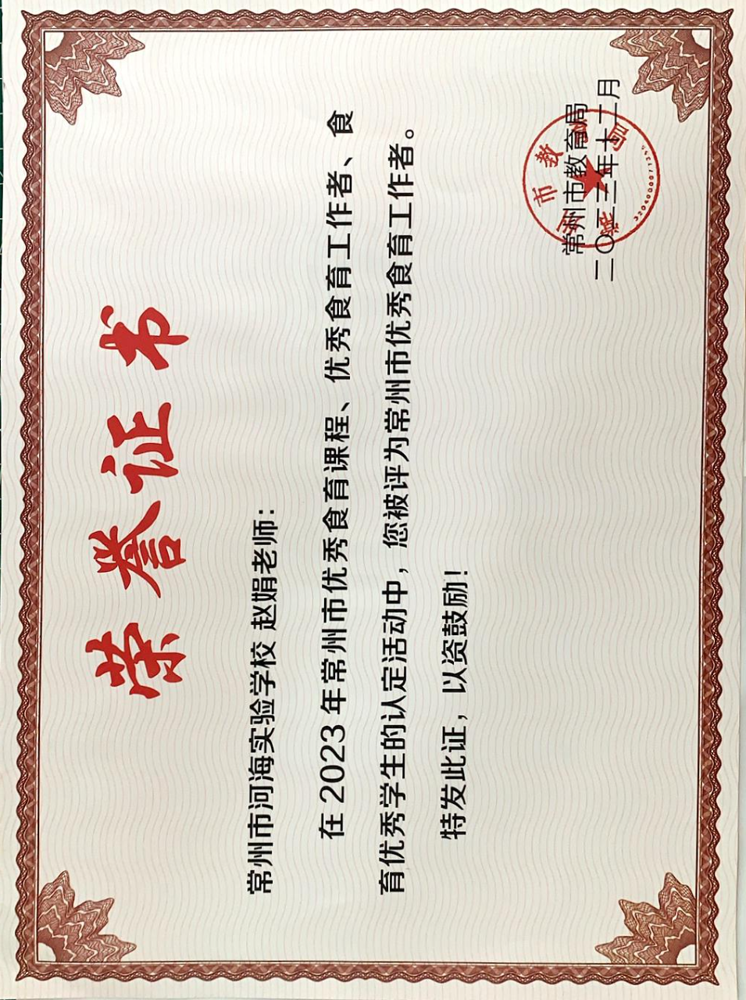 荣誉证书
常州市河海实验学校 赵娟老师：
在 2023 年常州市优秀食育课程、优秀食育工作者、食
育优秀学生的认定活动中，您被评为常州市优秀食育工作者。
特发此证，以资鼓励！
常州市教育局
二〇二三年十二月